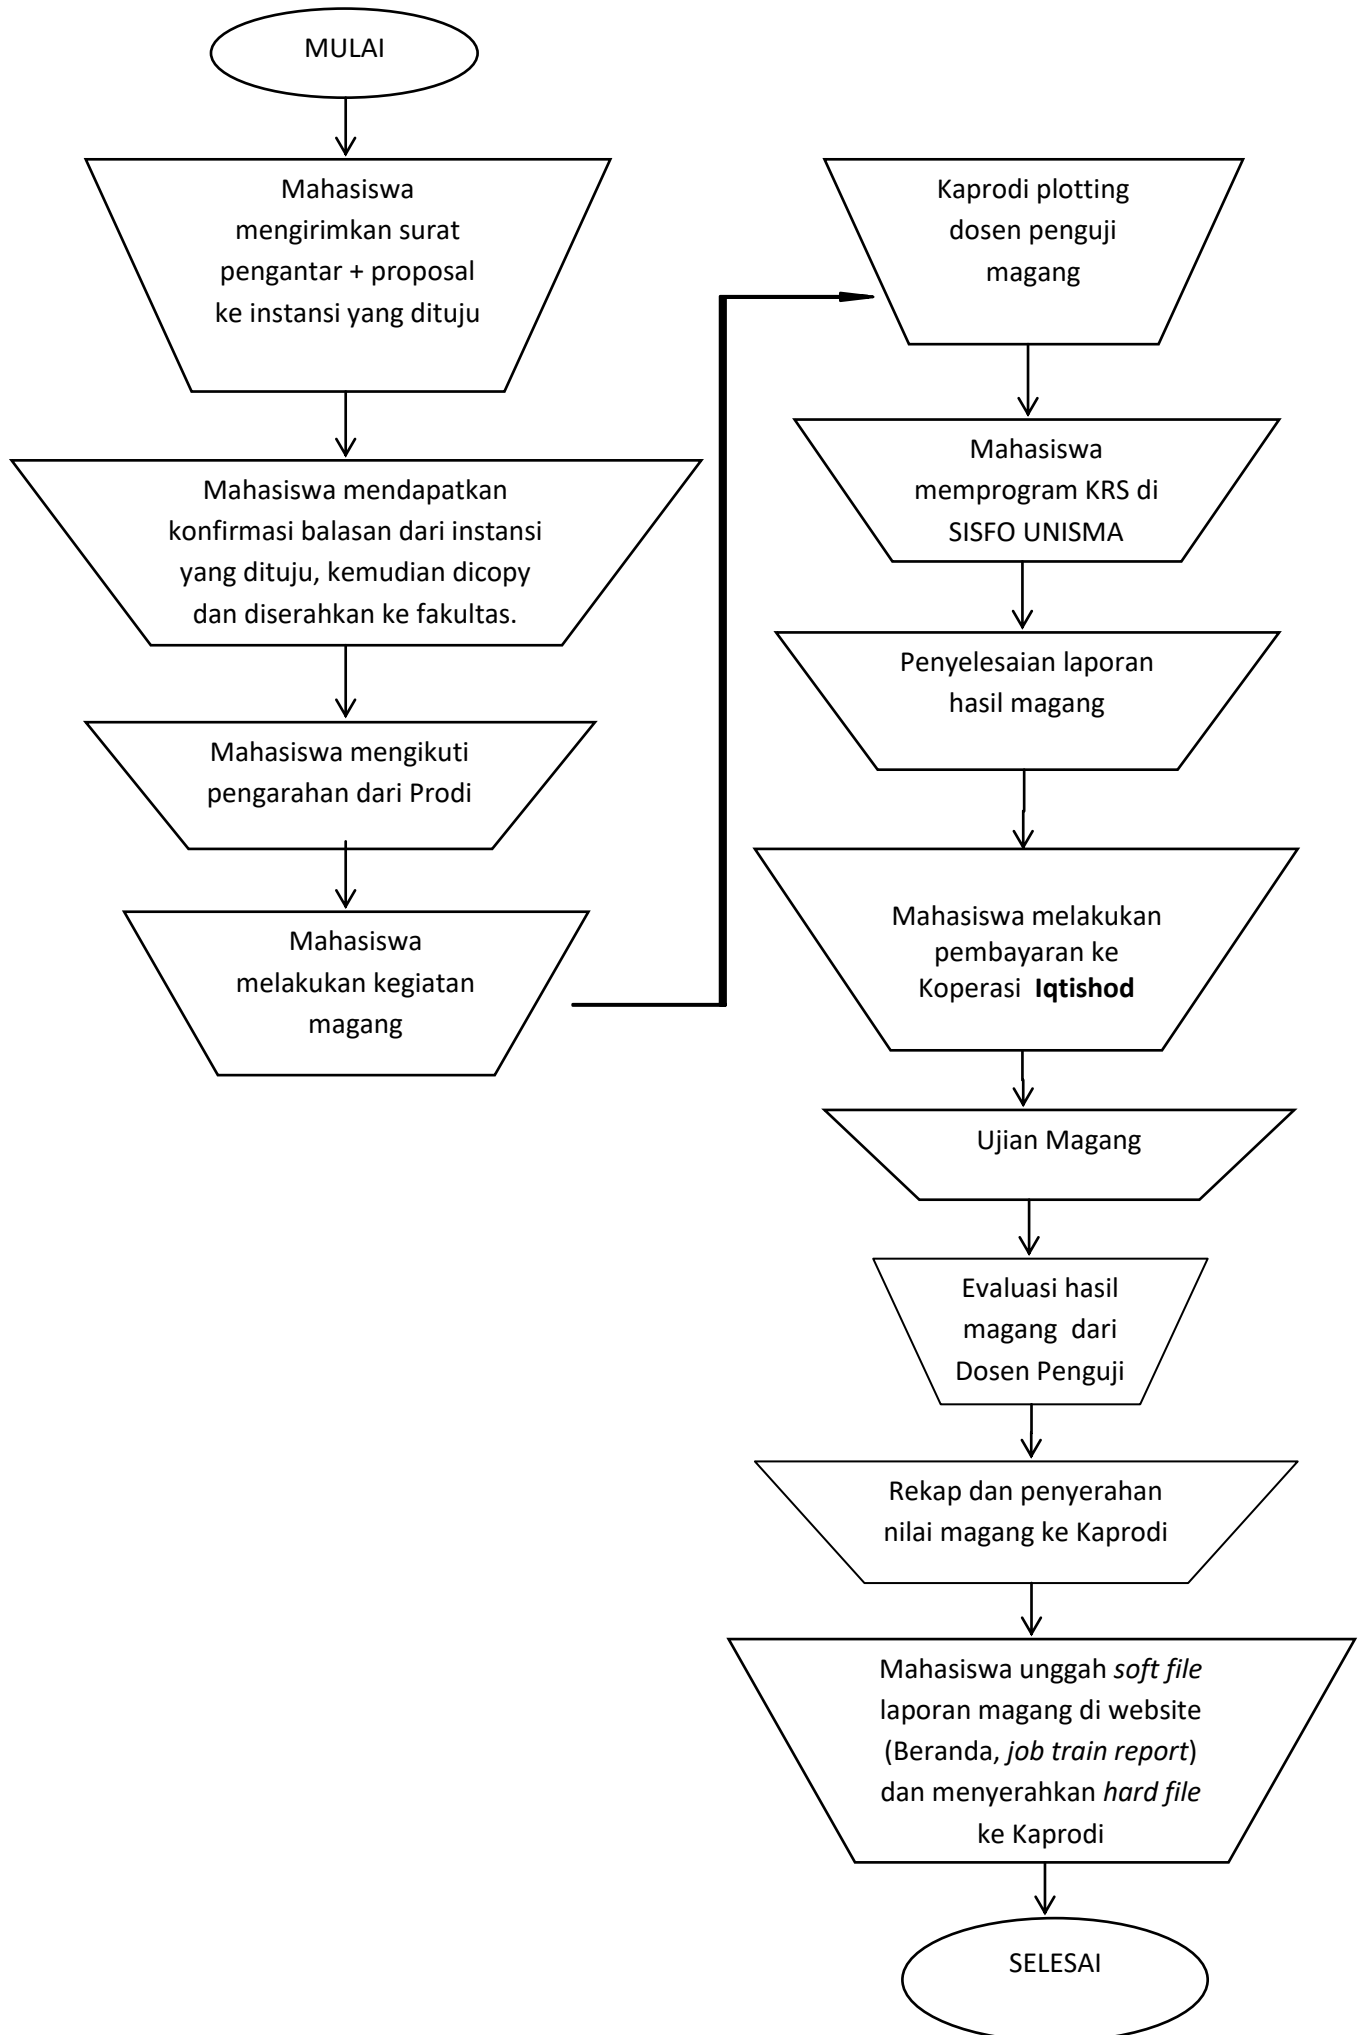 MULAI
Mahasiswa
mengirimkan surat
pengantar + proposal
ke instansi yang dituju
Mahasiswa mendapatkan
konfirmasi balasan dari instansi
yang dituju, kemudian dicopy
dan diserahkan ke fakultas.
Mahasiswa mengikuti
pengarahan dari Prodi
Mahasiswa
melakukan kegiatan
magang
Kaprodi plotting
dosen penguji
magang
Mahasiswa
memprogram KRS di
SISFO UNISMA
Penyelesaian laporan
hasil magang
Mahasiswa melakukan
pembayaran ke
Koperasi  Iqtishod
Ujian Magang
Evaluasi hasil
magang  dari
Dosen Penguji
Rekap dan penyerahan
nilai magang ke Kaprodi
Mahasiswa unggah soft file
laporan magang di website
(Beranda, job train report)
dan menyerahkan hard file
ke Kaprodi
SELESAI